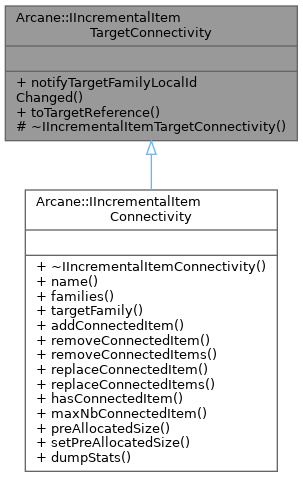 Arcane::IIncrementalItem
TargetConnectivity
+ notifyTargetFamilyLocalId
Changed()
+ toTargetReference()
# ~IIncrementalItemTargetConnectivity()
Arcane::IIncrementalItem
Connectivity
+ ~IIncrementalItemConnectivity()
+ name()
+ families()
+ targetFamily()
+ addConnectedItem()
+ removeConnectedItem()
+ removeConnectedItems()
+ replaceConnectedItem()
+ replaceConnectedItems()
+ hasConnectedItem()
+ maxNbConnectedItem()
+ preAllocatedSize()
+ setPreAllocatedSize()
+ dumpStats()